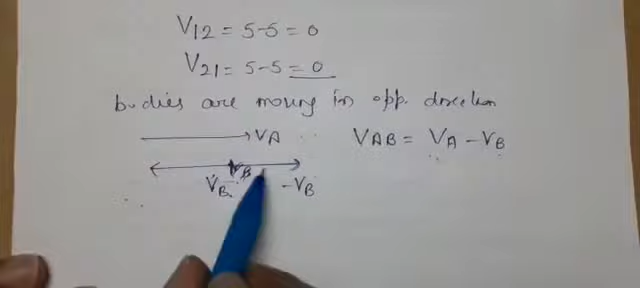 V12 = 5-5 = 0
V21 = 5-5 = 0
bodies are moving in opp. direction
VA VAB = VA - VB
VB -VB